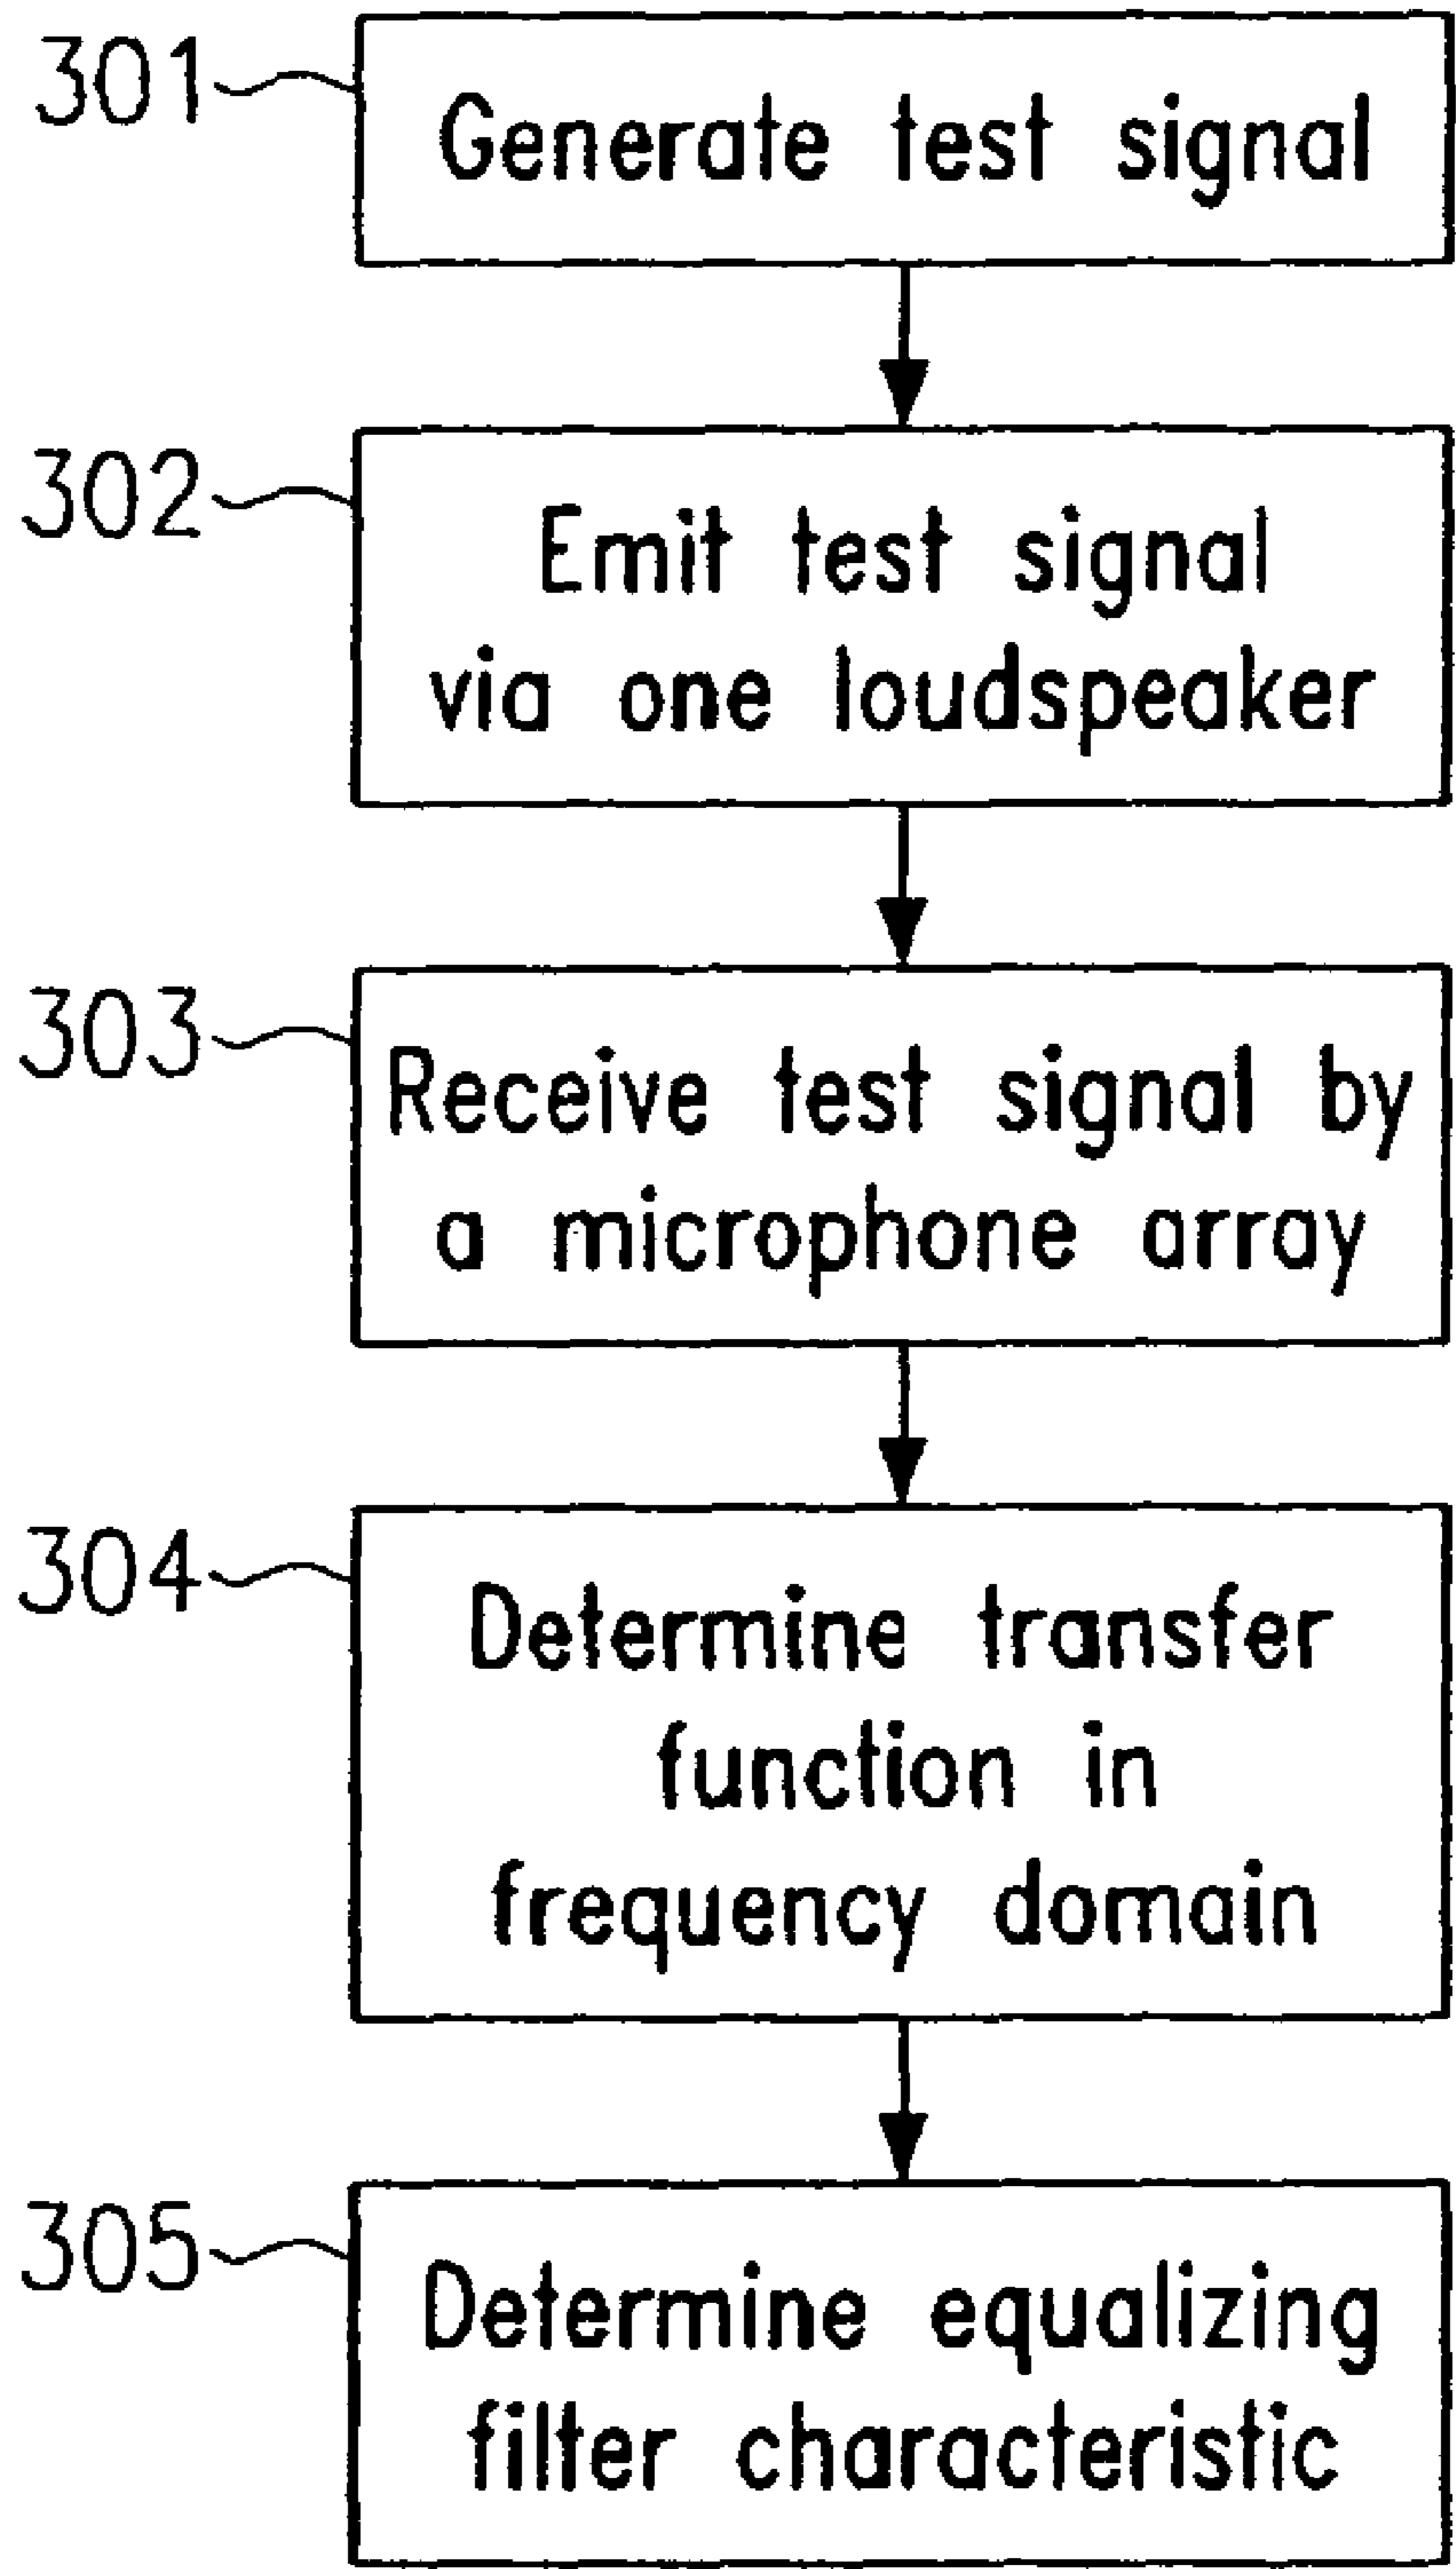 301
Generate test signal
302
Emit test signal
via one loudspeaker
303
Receive test signal by
a microphone array
304
Determine transfer
function in
frequency domain
305
Determine equalizing
filter characteristic